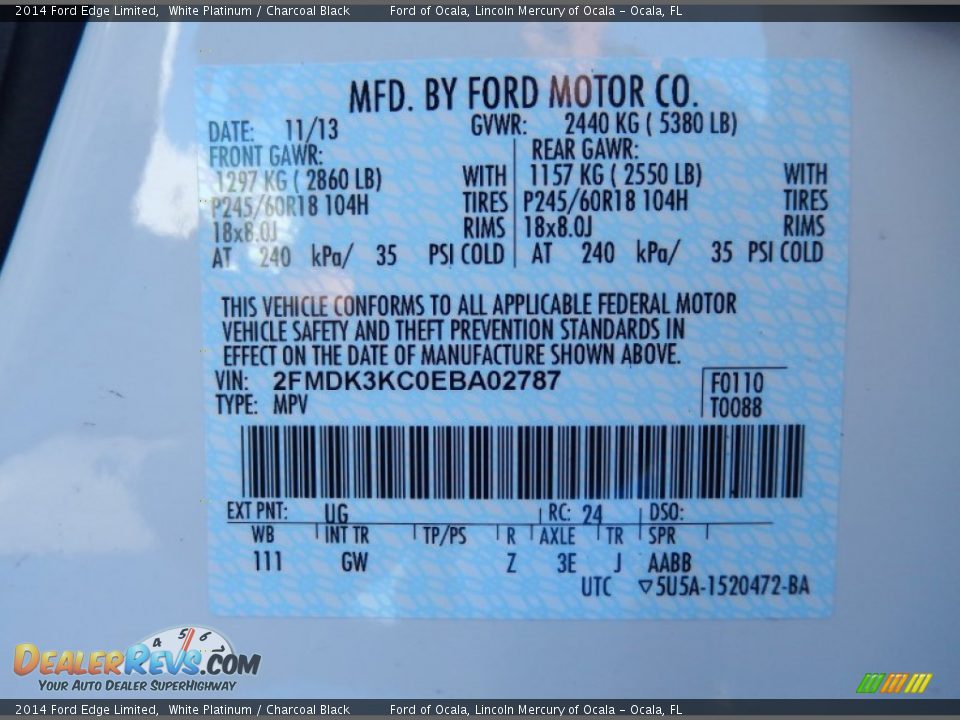 2014 Ford Edge Limited, White Platinum / Charcoal Black Ford of Ocala, Lincoln Mercury of Ocala - Ocala, FL
MFD. BY FORD MOTOR CO.
DATE: 11/13 GVWR: 2440 KG ( 5380 LB)
FRONT GAWR: REAR GAWR:
1297 KG ( 2860 LB) WITH 1157 KG ( 2550 LB) WITH
P245/60R18 104H TIRES P245/60R18 104H TIRES
18x8.0J RIMS 18x8.0J RIMS
AT 240 kPa/ 35 PSI COLD AT 240 kPa/ 35 PSI COLD
THIS VEHICLE CONFORMS TO ALL APPLICABLE FEDERAL MOTOR
VEHICLE SAFETY AND THEFT PREVENTION STANDARDS IN
EFFECT ON THE DATE OF MANUFACTURE SHOWN ABOVE.
VIN: 2FMDK3KC0EBA02787 F0110
TYPE: MPV T0088
EXT PNT: UG RC: 24 DSO:
WB INT TR TP/PS R AXLE TR SPR
111 GW Z 3E J AABB
UTC ▽5U5A-1520472-BA
4 5 6
DEALERREVS.COM
YOUR AUTO DEALER SUPERHIGHWAY
2014 Ford Edge Limited, White Platinum / Charcoal Black Ford of Ocala, Lincoln Mercury of Ocala - Ocala, FL